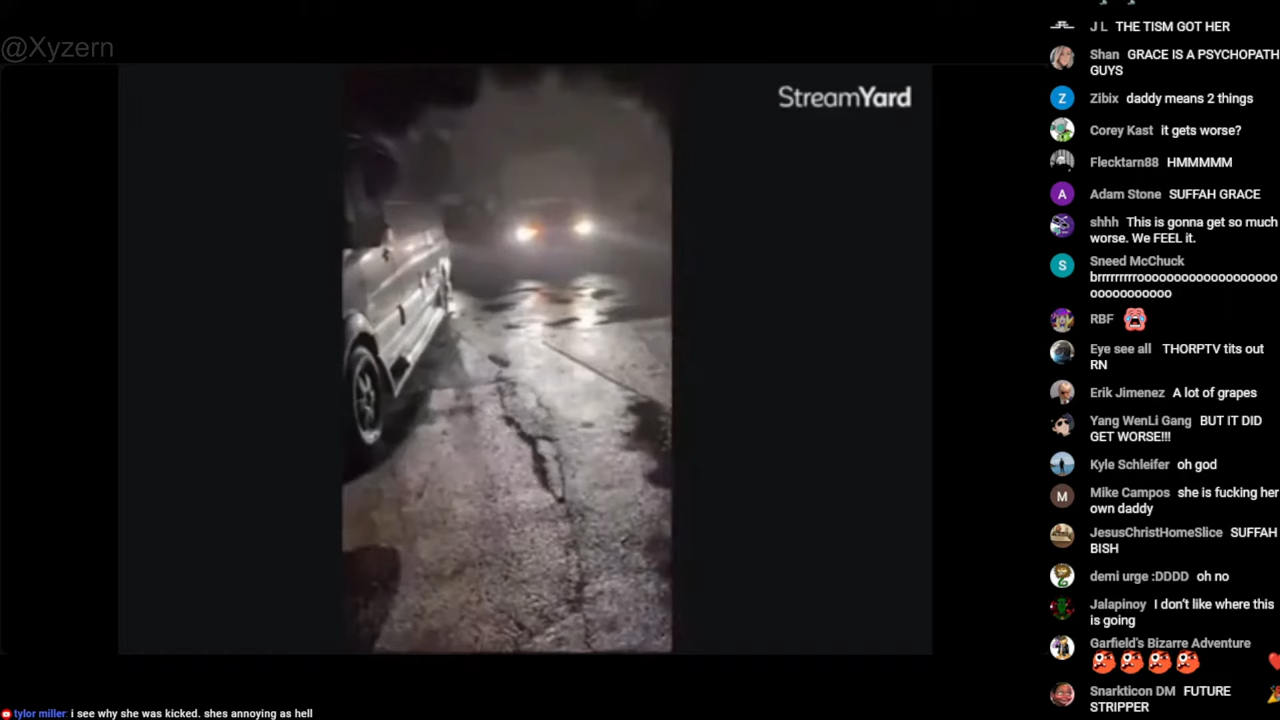 @Xyzern
StreamYard
J L THE TISM GOT HER
Shan GRACE IS A PSYCHOPATH
GUYS
Z
Zibix daddy means 2 things
Corey Kast it gets worse?
Flecktarn88 HMMMMM
A
Adam Stone SUFFAH GRACE
shhh This is gonna get so much
worse. We FEEL it.
S
Sneed McChuck
brrrrrrrroooooooooooooooooooo
ooooooooooo
RBF
Eye see all THORPTV tits out
RN
Erik Jimenez A lot of grapes
Yang WenLi Gang BUT IT DID
GET WORSE!!!
Kyle Schleifer oh god
M
Mike Campos she is fucking her
own daddy
JesusChristHomeSlice SUFFAH
BISH
demi urge :DDDD oh no
Jalapinoy I don't like where this
is going
Garfield's Bizarre Adventure
Snarkticon DM FUTURE
STRIPPER
tylor miller: i see why she was kicked. shes annoying as hell